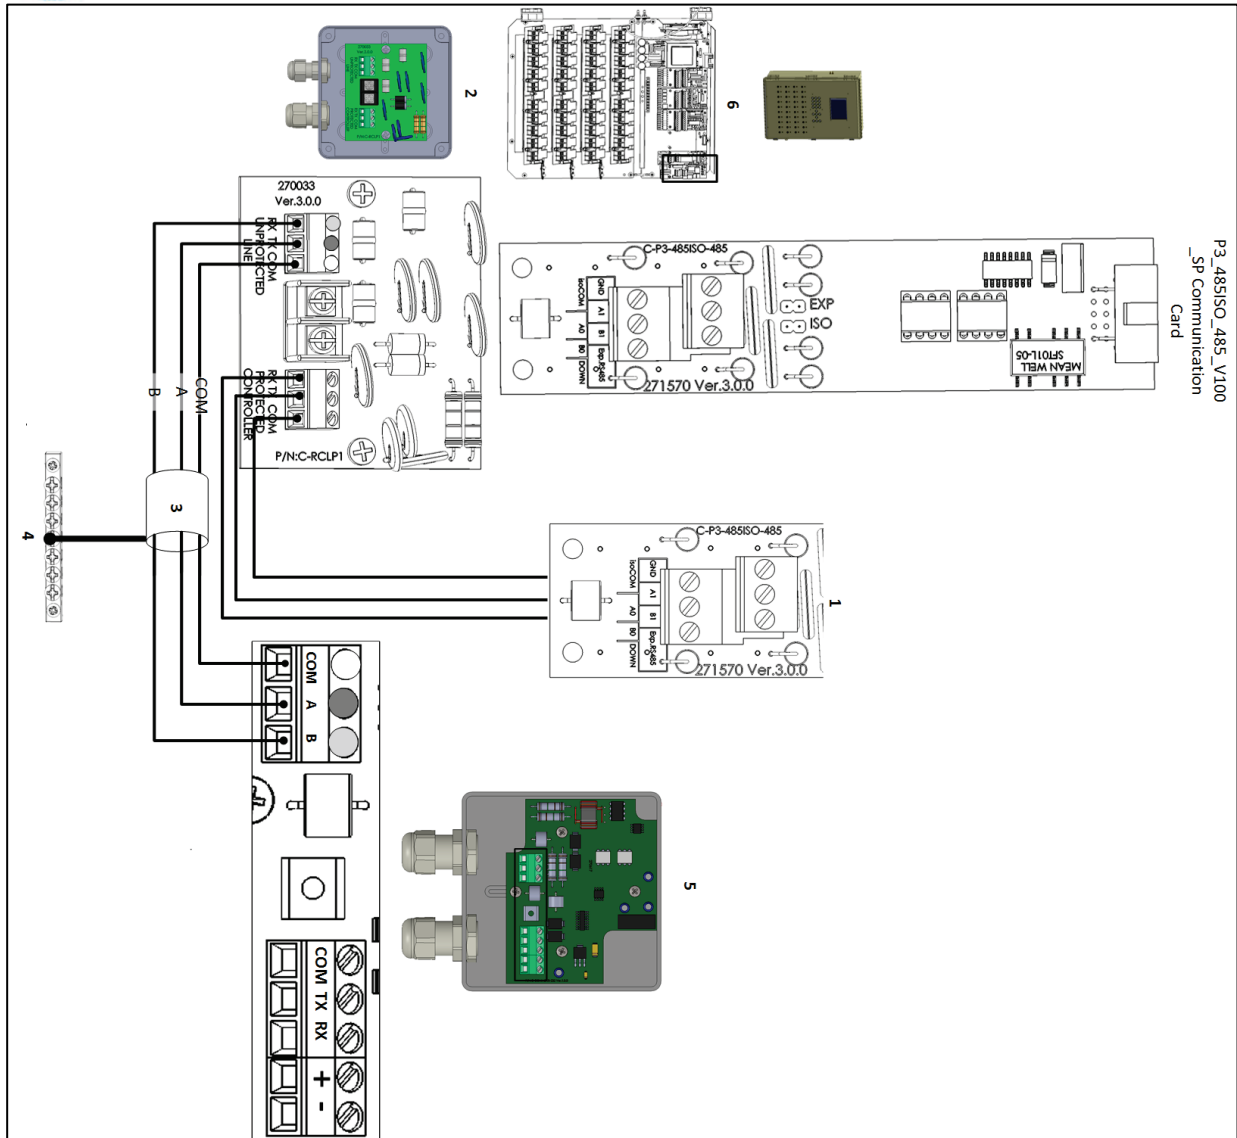 2
6
270033
Ver.3.0.0
RX TX COM
UNPROTECTED
LINE
RX TX COM
PROTECTED
CONTROLLER
P/N:C-RCLP1
C-P3-485ISO-485
GND
isoCOM
A1
A0
B1
B0
Exp.RS485
DOWN
EXP
ISO
271570 Ver.3.0.0
MEAN WELL
SFT01L-05
P3_485ISO_485_V100
_SP Communication
Card
B
A
COM
3
4
C-P3-485ISO-485
GND
isoCOM
A1
A0
B1
B0
Exp.RS485
DOWN
271570 Ver.3.0.0
1
COM
A
B
5
COM TX RX
+
-